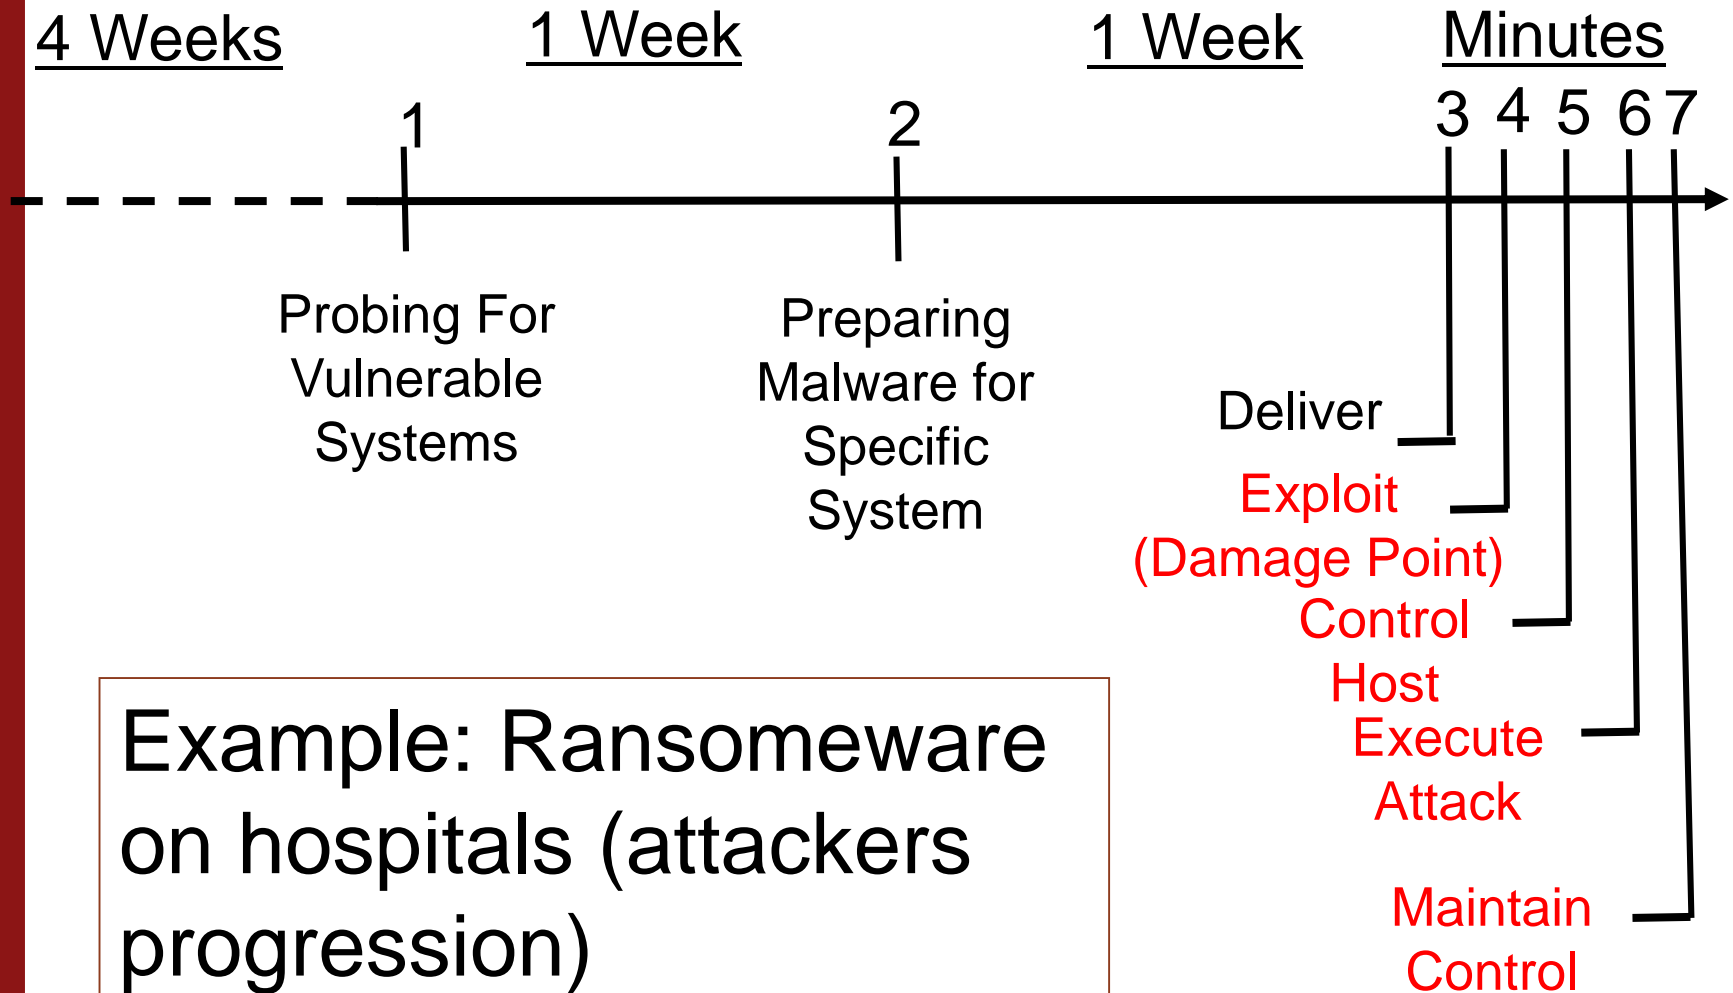 4 Weeks
1 Week
1 Week
Minutes
1
2
3
4
5
6
7
Probing For
Vulnerable
Systems
Preparing
Malware for
Specific
System
Deliver
Exploit
(Damage Point)
Control
Host
Execute
Attack
Maintain
Control
Example: Ransomeware
on hospitals (attackers
progression)